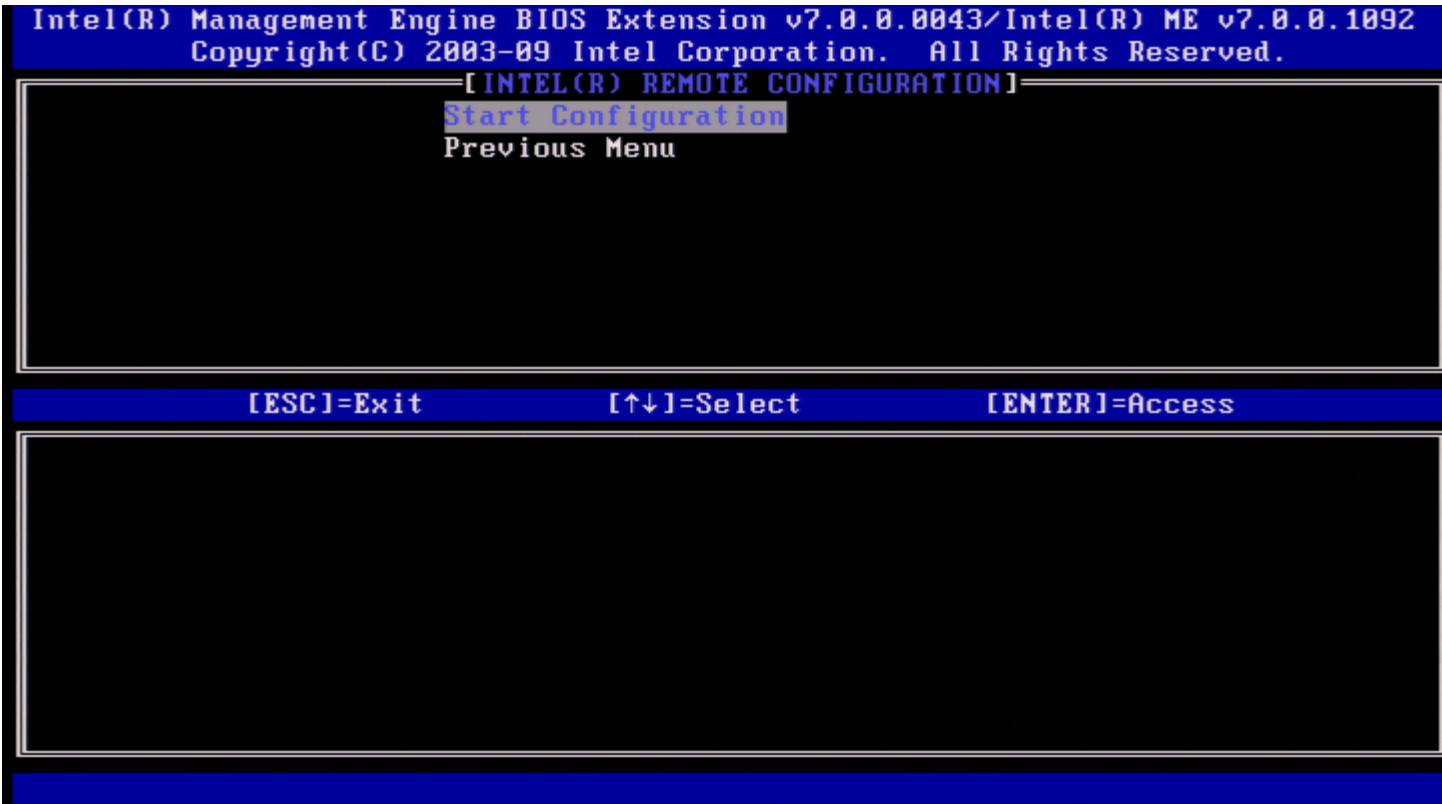 Intel(R) Management Engine BIOS Extension v7.0.0.0043/Intel(R) ME v7.0.0.1092
Copyright(C) 2003-09 Intel Corporation. All Rights Reserved.
[INTEL(R) REMOTE CONFIGURATION]
Start Configuration
Previous Menu
[ESC]=Exit [↑↓]=Select [ENTER]=Access